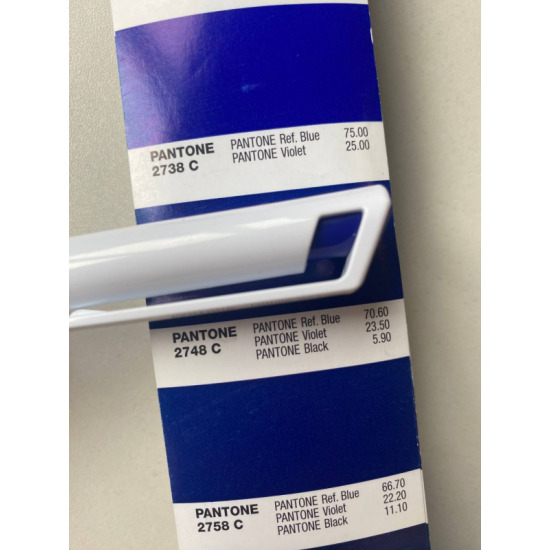 PANTONE 2738 C
PANTONE Ref. Blue 75.00
PANTONE Violet 25.00
PANTONE 2748 C
PANTONE Ref. Blue 70.60
PANTONE Violet 23.50
PANTONE Black 5.90
PANTONE 2758 C
PANTONE Ref. Blue 66.70
PANTONE Violet 22.20
PANTONE Black 11.10